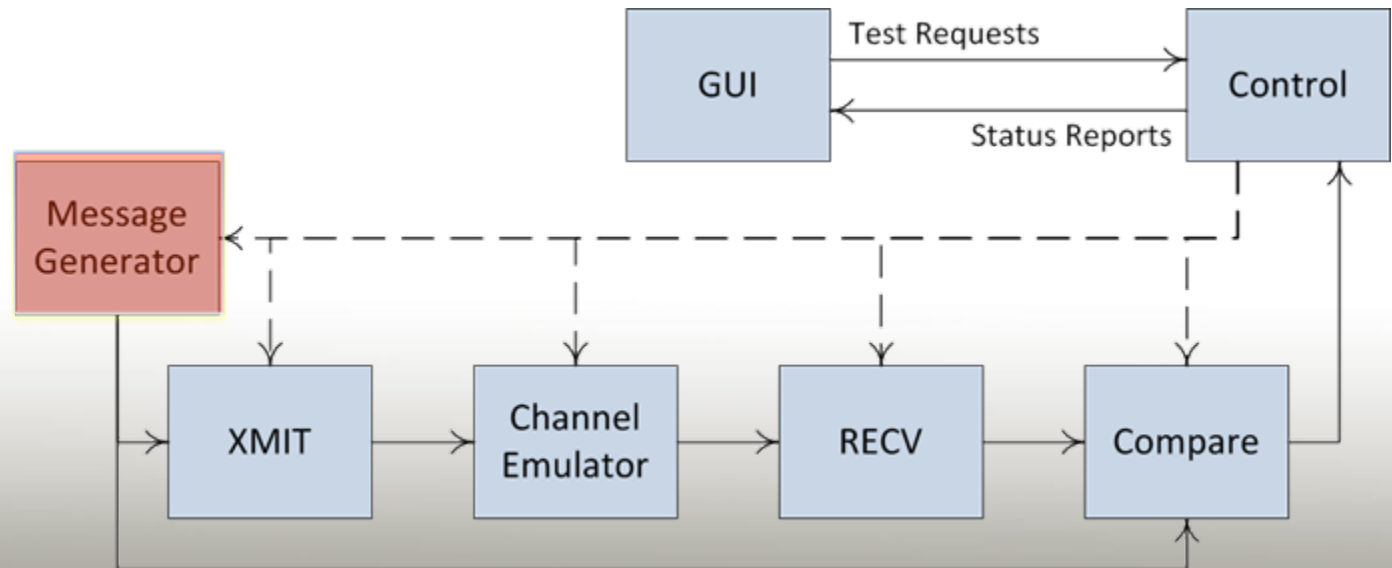 Test Requests
GUI
Control
Status Reports
Message
Generator
XMIT
Channel
Emulator
RECV
Compare